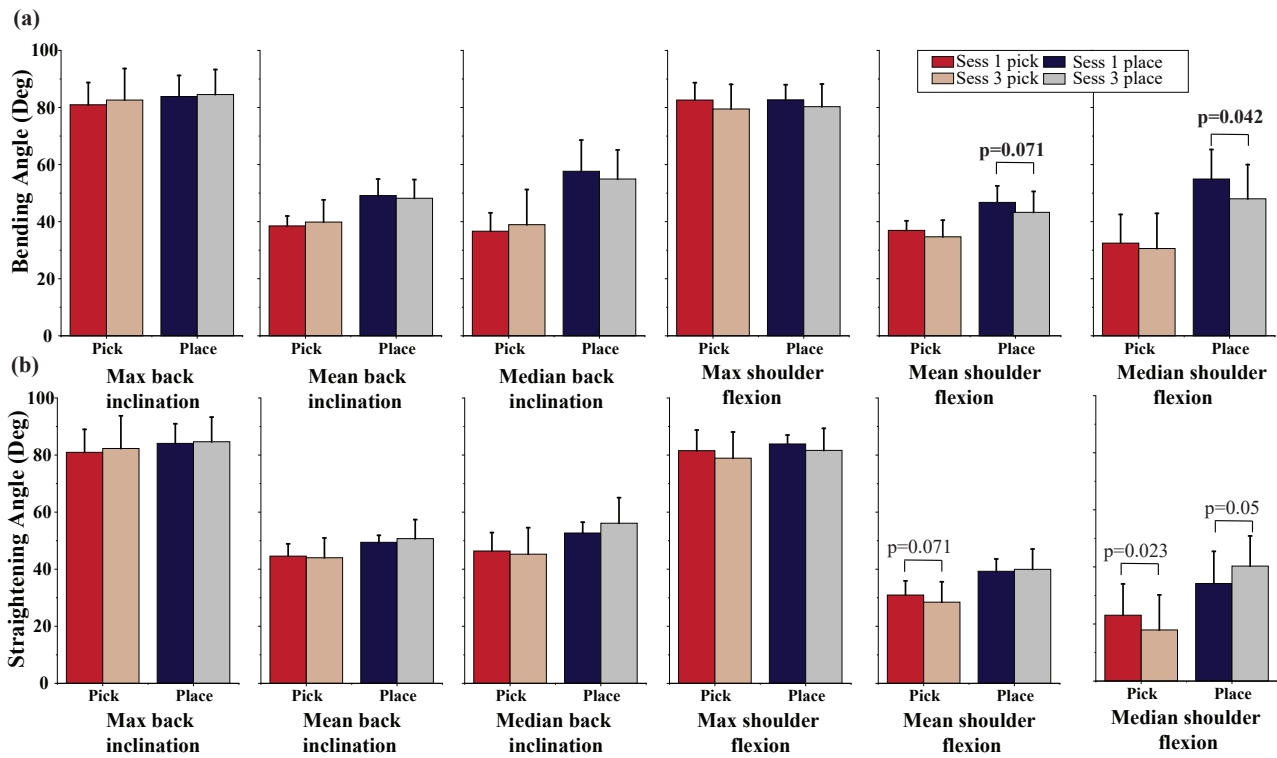 (a)
Sess 1 pick Sess 1 place
Sess 3 pick Sess 3 place
Bending Angle (Deg)
100
80
60
40
20
0
p=0.071
p=0.042
Pick Place Pick Place Pick Place Pick Place Pick Place Pick Place
Max back
inclination
Mean back
inclination
Median back
inclination
Max shoulder
flexion
Mean shoulder
flexion
Median shoulder
flexion
(b)
Straightening Angle (Deg)
100
80
60
40
20
0
p=0.071
p=0.023
p=0.05
Pick Place Pick Place Pick Place Pick Place Pick Place Pick Place
Max back
inclination
Mean back
inclination
Median back
inclination
Max shoulder
flexion
Mean shoulder
flexion
Median shoulder
flexion